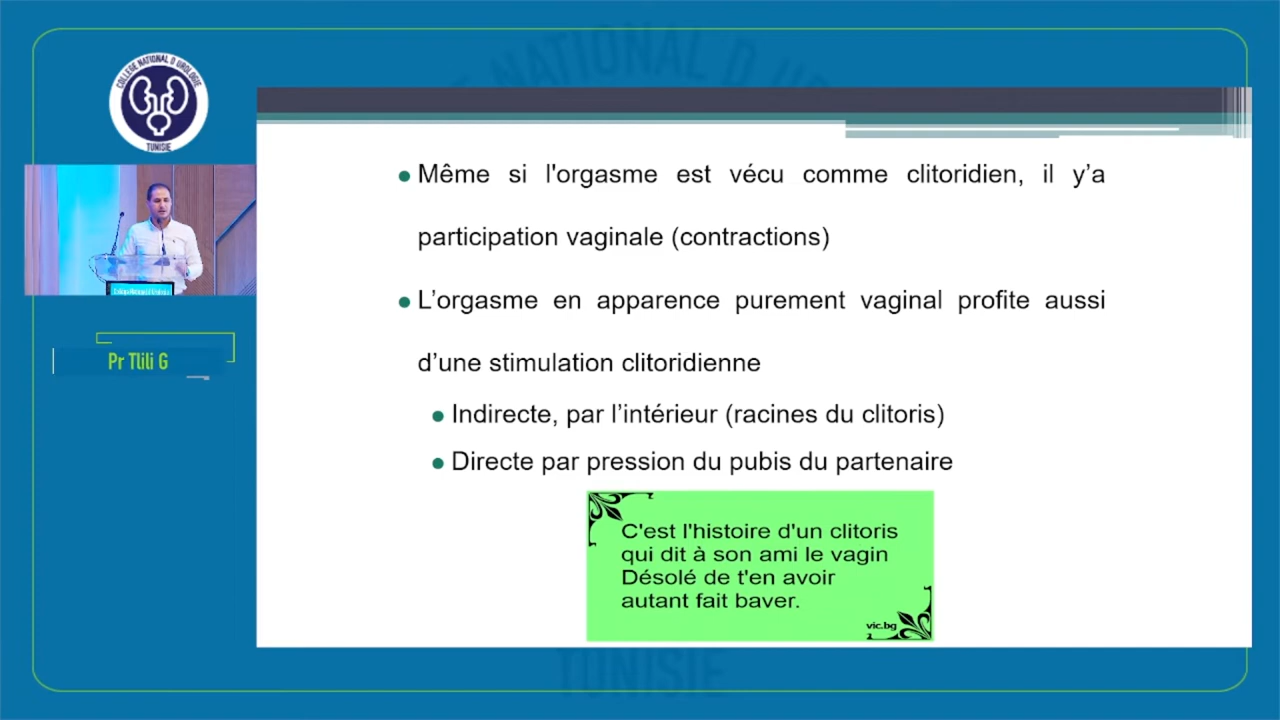 COLLÈGE NATIONAL D UROLOGIE
TUNISIE
NATIONAL D
Même si l'orgasme est vécu comme clitoridien, il y’a
participation vaginale (contractions)
L’orgasme en apparence purement vaginal profite aussi
d’une stimulation clitoridienne
Indirecte, par l’intérieur (racines du clitoris)
Directe par pression du pubis du partenaire
Pr Tlili G
C'est l'histoire d'un clitoris
qui dit à son ami le vagin
Désolé de t'en avoir
autant fait baver.
vic.bg
TUNISIE